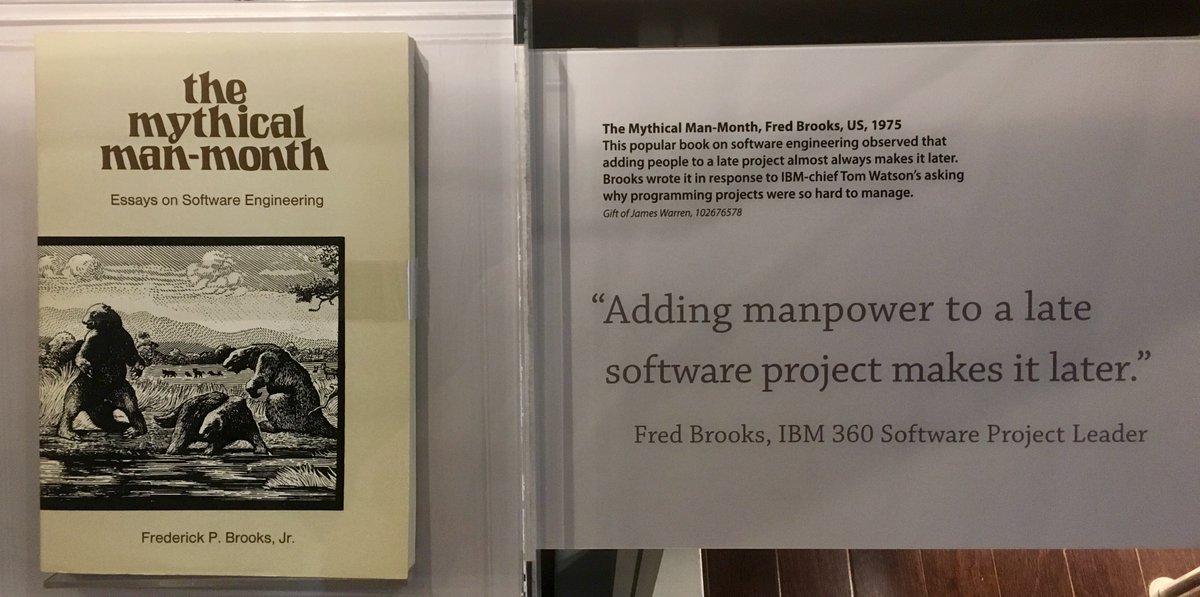 the
mythical
man-month
Essays on Software Engineering
Frederick P. Brooks, Jr.
The Mythical Man-Month, Fred Brooks, US, 1975
This popular book on software engineering observed that
adding people to a late project almost always makes it later.
Brooks wrote it in response to IBM-chief Tom Watson’s asking
why programming projects were so hard to manage.
Gift of James Warren, 102676578
“Adding manpower to a late
software project makes it later.”
Fred Brooks, IBM 360 Software Project Leader